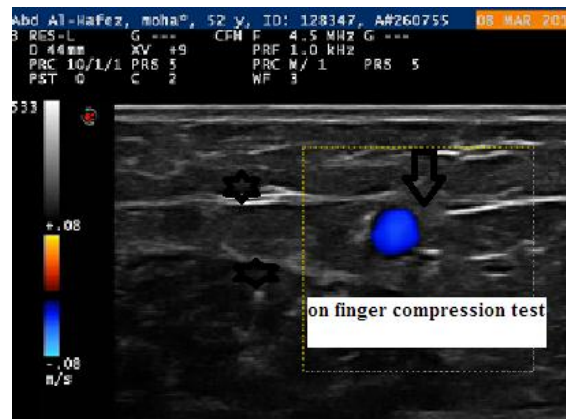 Abd Al-Hafez, moha°, 52 y, ID: 128347, A#260755 08 MAR 201
B RES-L G --- CFM F 4.5 MHz G ---
D 44mm XV +9 PRF 1.0 kHz
PRC 10/1/1 PRS 5 PRC M/ 1 PRS 5
PST 0 C 2 WF 3
533
+.08
-.08
m/s
on finger compression test